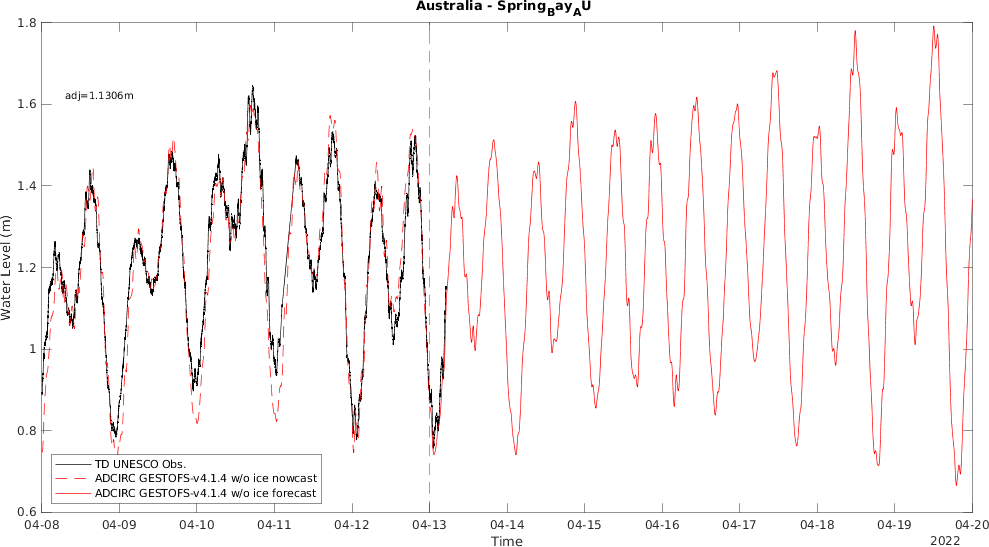 Australia - SpringBayAU
adj=1.1306m
Water Level (m)
1.8
1.6
1.4
1.2
1
0.8
0.6
TD UNESCO Obs.
ADCIRC GESTOFS-v4.1.4 w/o ice nowcast
ADCIRC GESTOFS-v4.1.4 w/o ice forecast
04-08 04-09 04-10 04-11 04-12 04-13 04-14 04-15 04-16 04-17 04-18 04-19 04-20
Time
2022